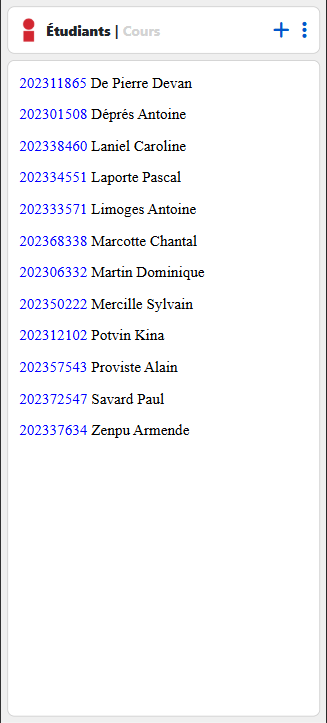 Étudiants | Cours
202311865 De Pierre Devan
202301508 Déprés Antoine
202338460 Laniel Caroline
202334551 Laporte Pascal
202333571 Limoges Antoine
202368338 Marcotte Chantal
202306332 Martin Dominique
202350222 Mercille Sylvain
202312102 Potvin Kina
202357543 Proviste Alain
202372547 Savard Paul
202337634 Zenpu Armende